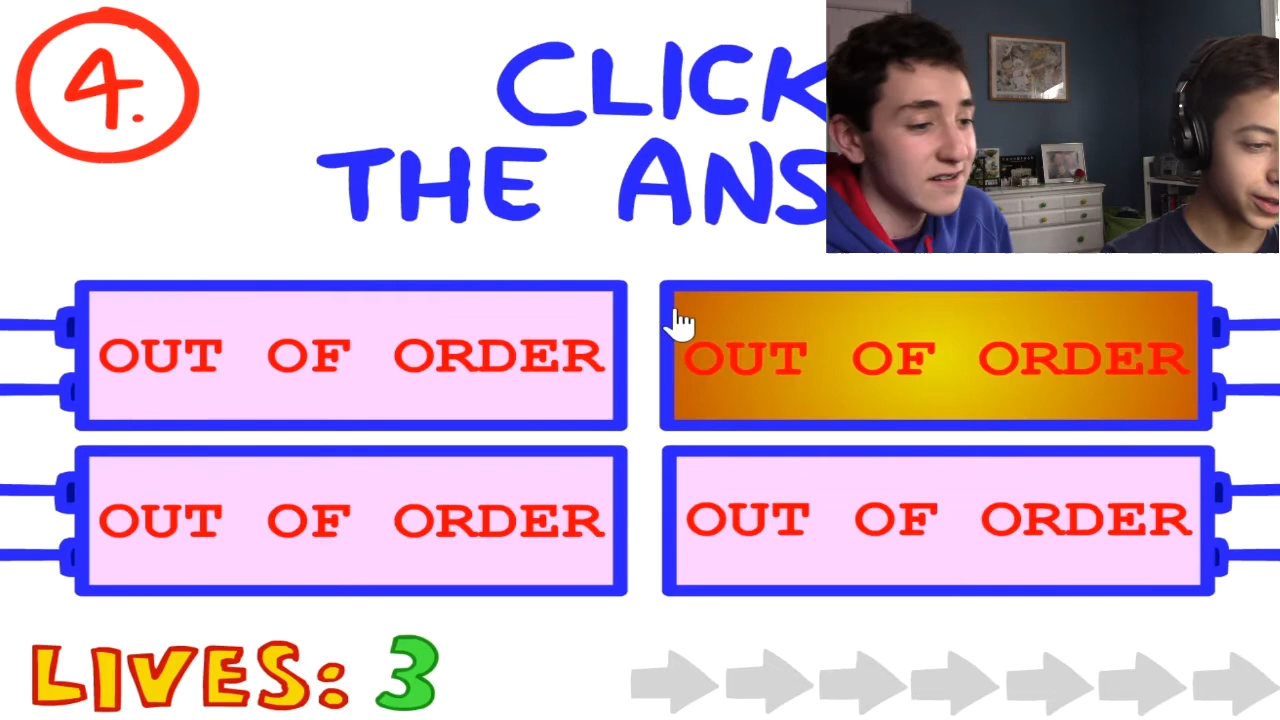 4.
CLICK
THE ANS
OUT OF ORDER
OUT OF ORDER
OUT OF ORDER
OUT OF ORDER
LIVES: 3